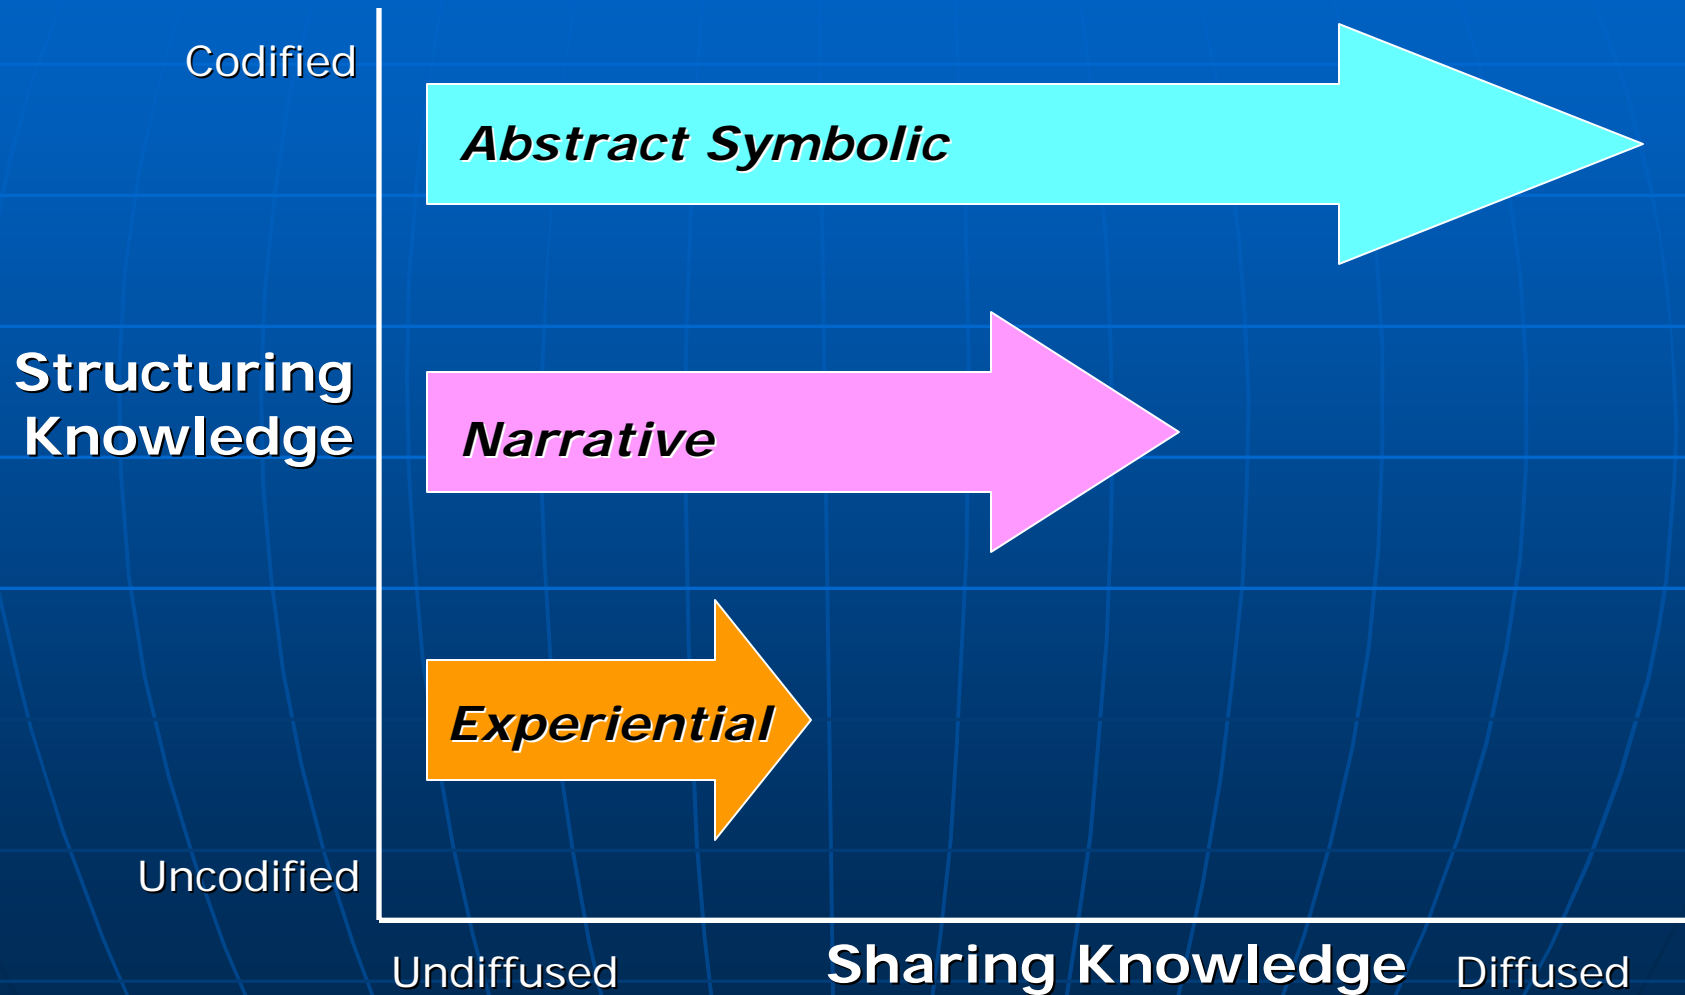 Codified
Abstract Symbolic
Structuring
Knowledge
Narrative
Experiential
Uncodified
Undiffused
Sharing Knowledge
Diffused